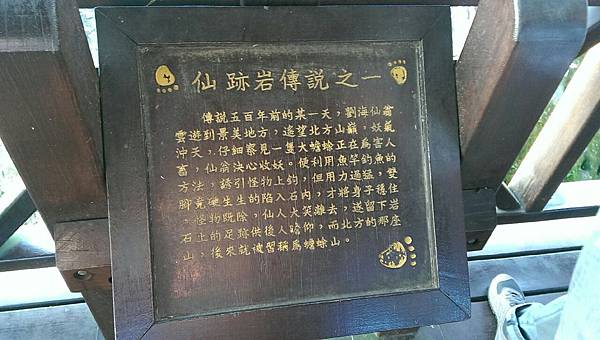 仙跡岩傳說之一
傳說五百年前的某一天，劉海仙翁
雲遊到景美地方，遙望北方山巔，妖氣
沖天，仔細察見一隻大蟾蜍正在為害人
畜，仙翁決心收妖。便利用魚竿釣魚的
方法，誘引怪物上鈎，但用力過猛，雙
腳竟硬生生的陷入石內，才將身子穩住
，怪物既除，仙人大笑離去，遂留下岩
石上的足跡供後人瞻仰，而北方的那座
山，後來就被習稱為蟾蜍山。